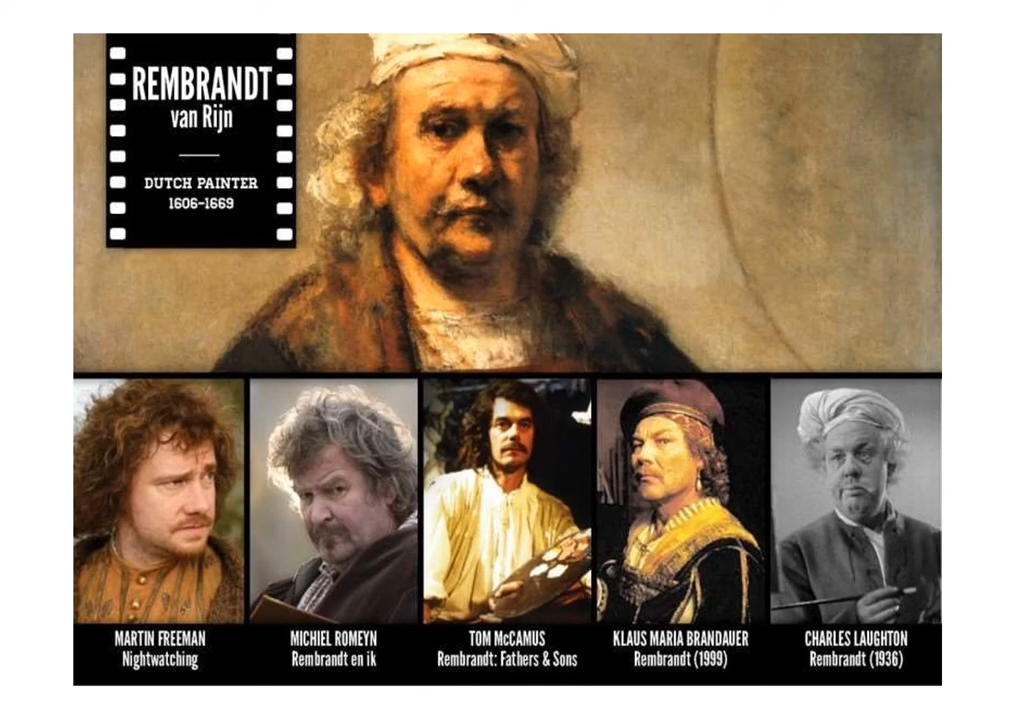 REMBRANDT
van Rijn
DUTCH PAINTER
1606-1669
MARTIN FREEMAN
Nightwatching
MICHIEL ROMEYN
Rembrandt en ik
TOM McCAMUS
Rembrandt: Fathers & Sons
KLAUS MARIA BRANDAUER
Rembrandt (1999)
CHARLES LAUGHTON
Rembrandt (1936)